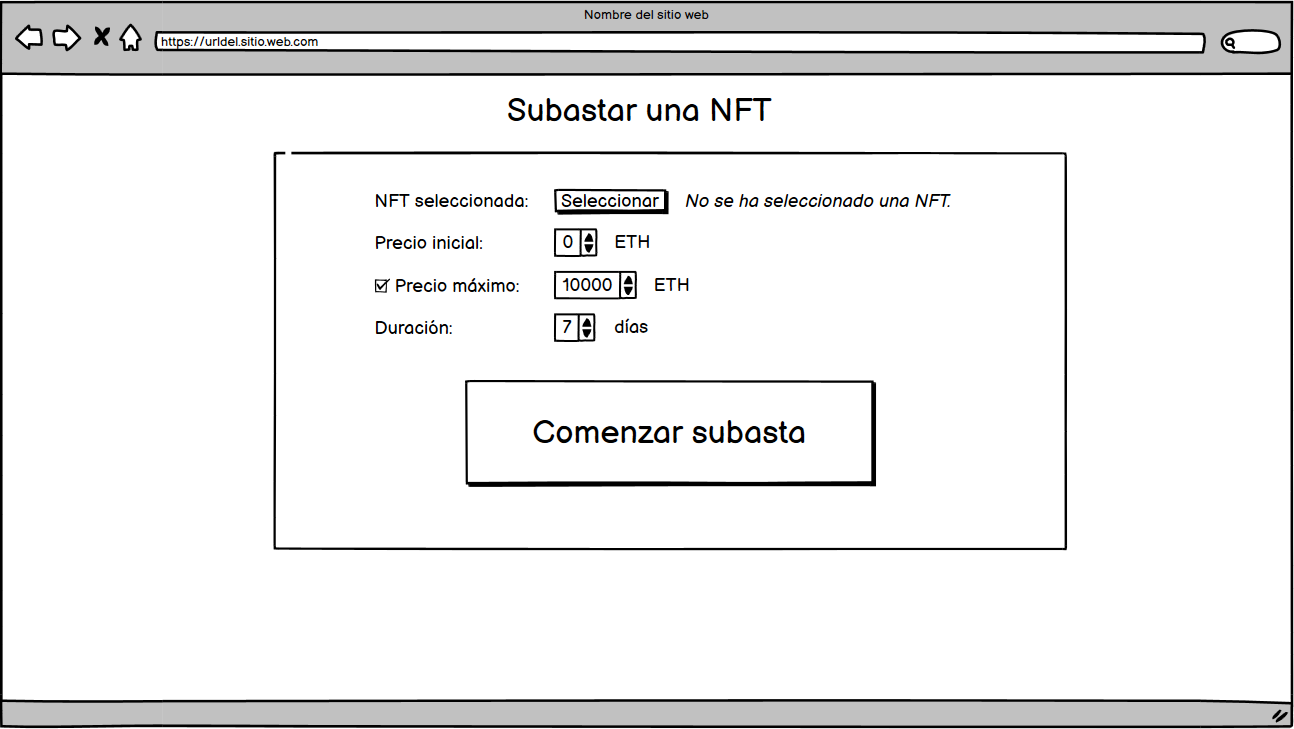 Nombre del sitio web
https://urldel.sitio.web.com
Subastar una NFT
NFT seleccionada: Seleccionar No se ha seleccionado una NFT.
Precio inicial: 0 ETH
Precio máximo: 10000 ETH
Duración: 7 días
Comenzar subasta